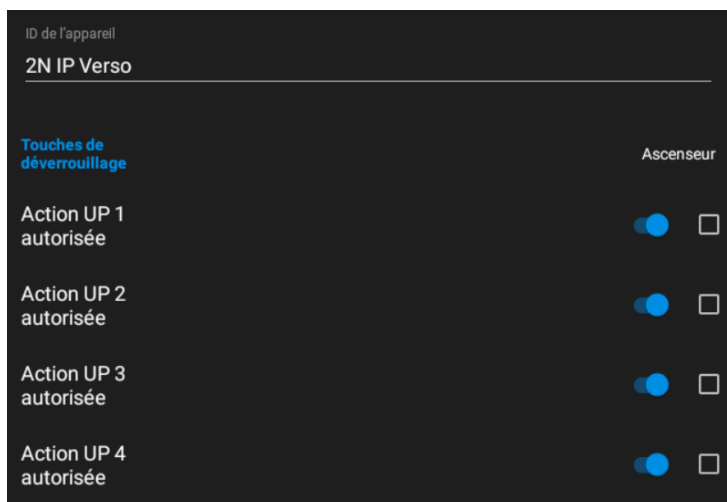 ID de l'appareil
2N IP Verso
Touches de
déverrouillage
Ascenseur
Action UP 1
autorisée
Action UP 2
autorisée
Action UP 3
autorisée
Action UP 4
autorisée